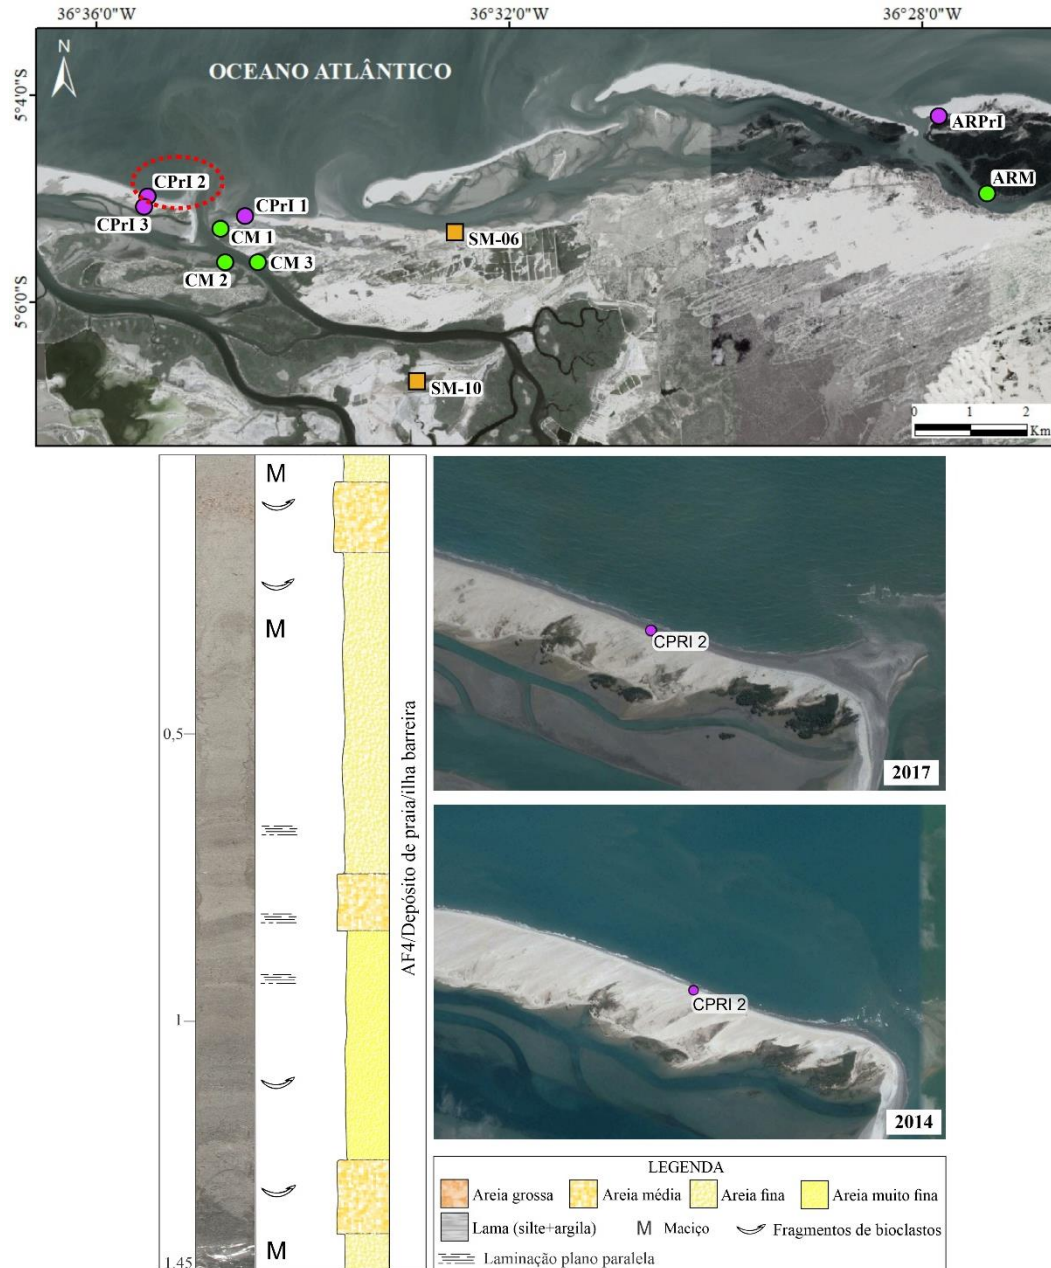 36°36'0"W 36°32'0"W 36°28'0"W
5°4'0"S
5°6'0"S
N
OCEANO ATLÂNTICO
CPrI 2
CPrI 3
CPrI 1
CM 1
CM 2
CM 3
SM-06
SM-10
ARPrI
ARM
0 1 2
Km
M
M
0,5
1
1.45
M
AF4/Depósito de praia/ilha barreira
CPRI 2
2017
CPRI 2
2014
LEGENDA
Areia grossa Areia média Areia fina Areia muito fina
Lama (silte+argila) M Maciço Fragmentos de bioclastos
Laminação plano paralela